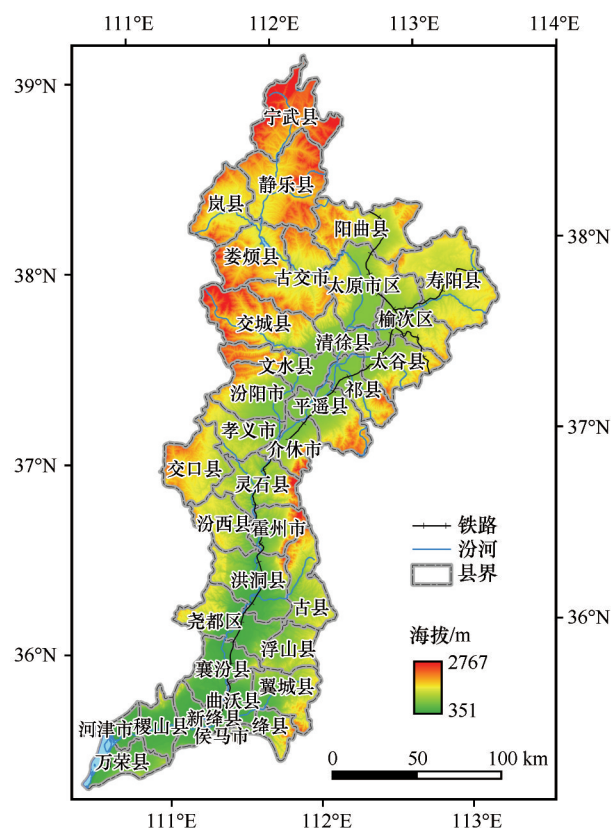 111°E 112°E 113°E 114°E
39°N
宁武县
静乐县
岚县
阳曲县
38°N
娄烦县
38°N
古交市
太原市区
寿阳县
交城县
榆次区
清徐县
文水县
太谷县
汾阳市
祁县
平遥县
孝义市
37°N
介休市
37°N
交口县
灵石县
汾西县
霍州市
铁路
汾河
县界
洪洞县
古县
36°N
尧都区
海拔/m
浮山县
36°N
襄汾县
2767
翼城县
351
曲沃县
河津市
稷山县
新绛县
绛县
侯马市
万荣县
0 50 100 km
111°E 112°E 113°E